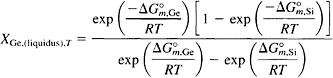 X_{Ge,(liquidus),T} = \frac{\exp\left(\frac{-\Delta G^{\circ}_{m,Ge}}{RT}\right)\left[1 - \exp\left(\frac{-\Delta G^{\circ}_{m,Si}}{RT}\right)\right]}{\exp\left(\frac{\Delta G^{\circ}_{m,Ge}}{RT}\right) - \exp\left(\frac{\Delta G^{\circ}_{m,Si}}{RT}\right)}